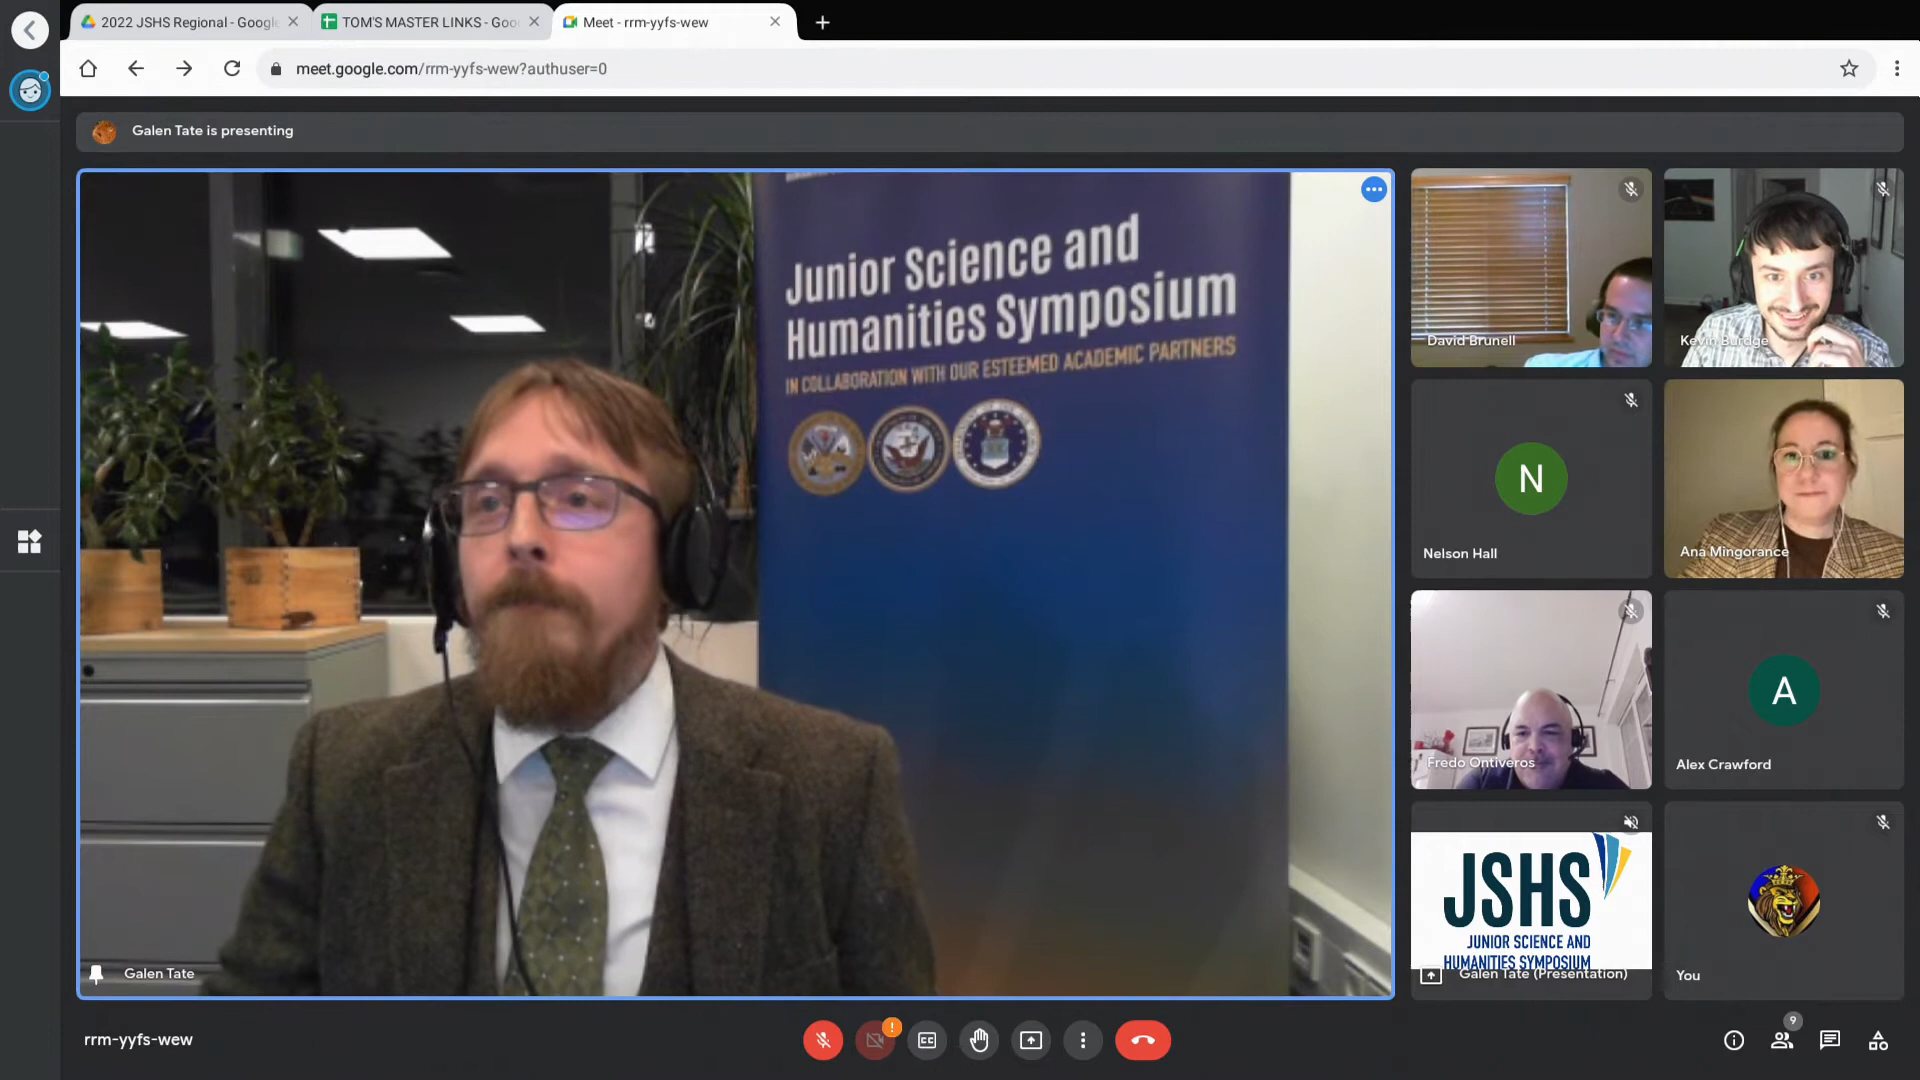 2022 JSHS Regional - Google
TOM'S MASTER LINKS - Goo
Meet - rrm-yyfs-wew
meet.google.com/rrm-yyfs-wew?authuser=0
Galen Tate is presenting
Junior Science and
Humanities Symposium
IN COLLABORATION WITH OUR ESTEEMED ACADEMIC PARTNERS
Galen Tate
David Brunell
Kevin Burdge
N
Nelson Hall
Ana Mingorance
Fredo Ontiveros
A
Alex Crawford
JSHS
JUNIOR SCIENCE AND
HUMANITIES SYMPOSIUM
Galen Tate (Presentation)
You
rrm-yyfs-wew
!
CC
9